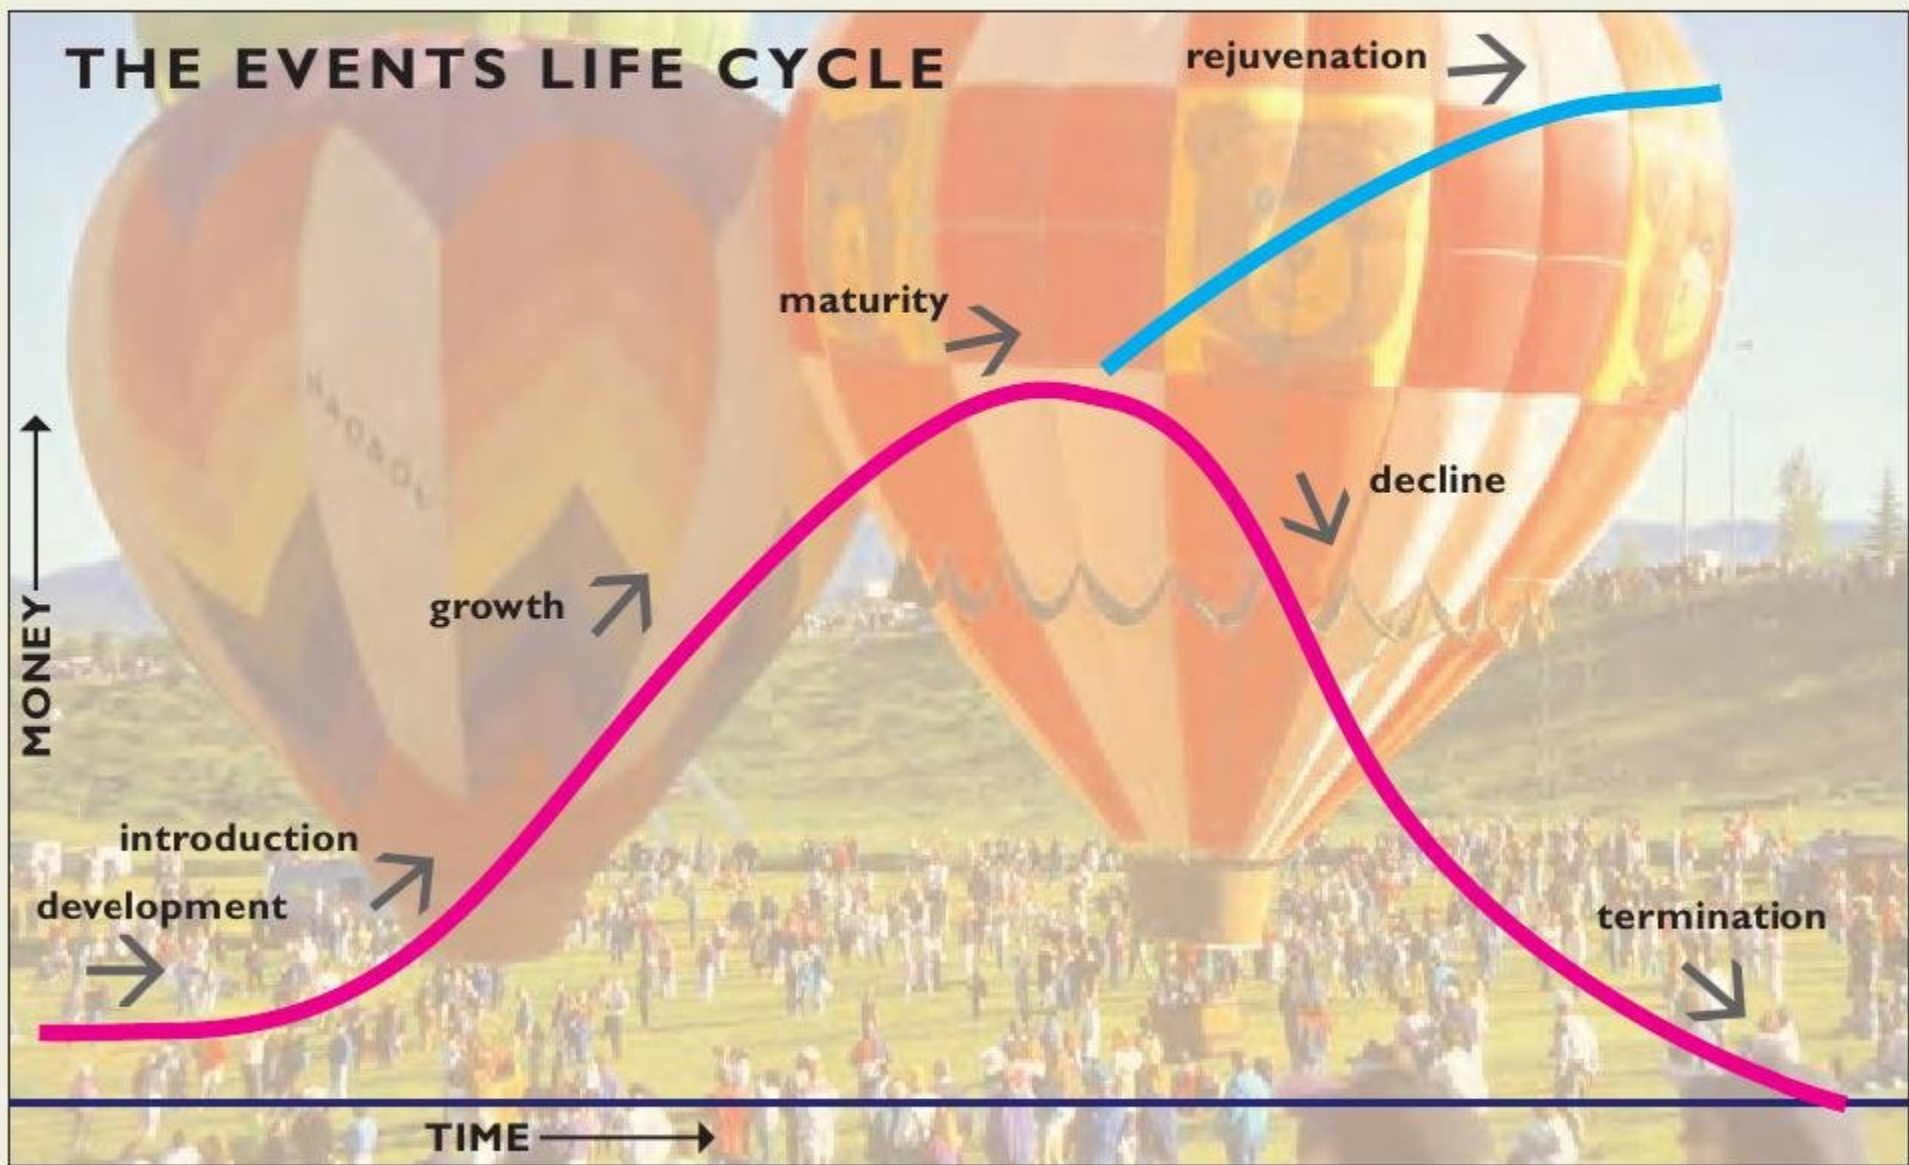 THE EVENTS LIFE CYCLE
rejuvenation
maturity
decline
growth
MONEY
introduction
development
termination
TIME